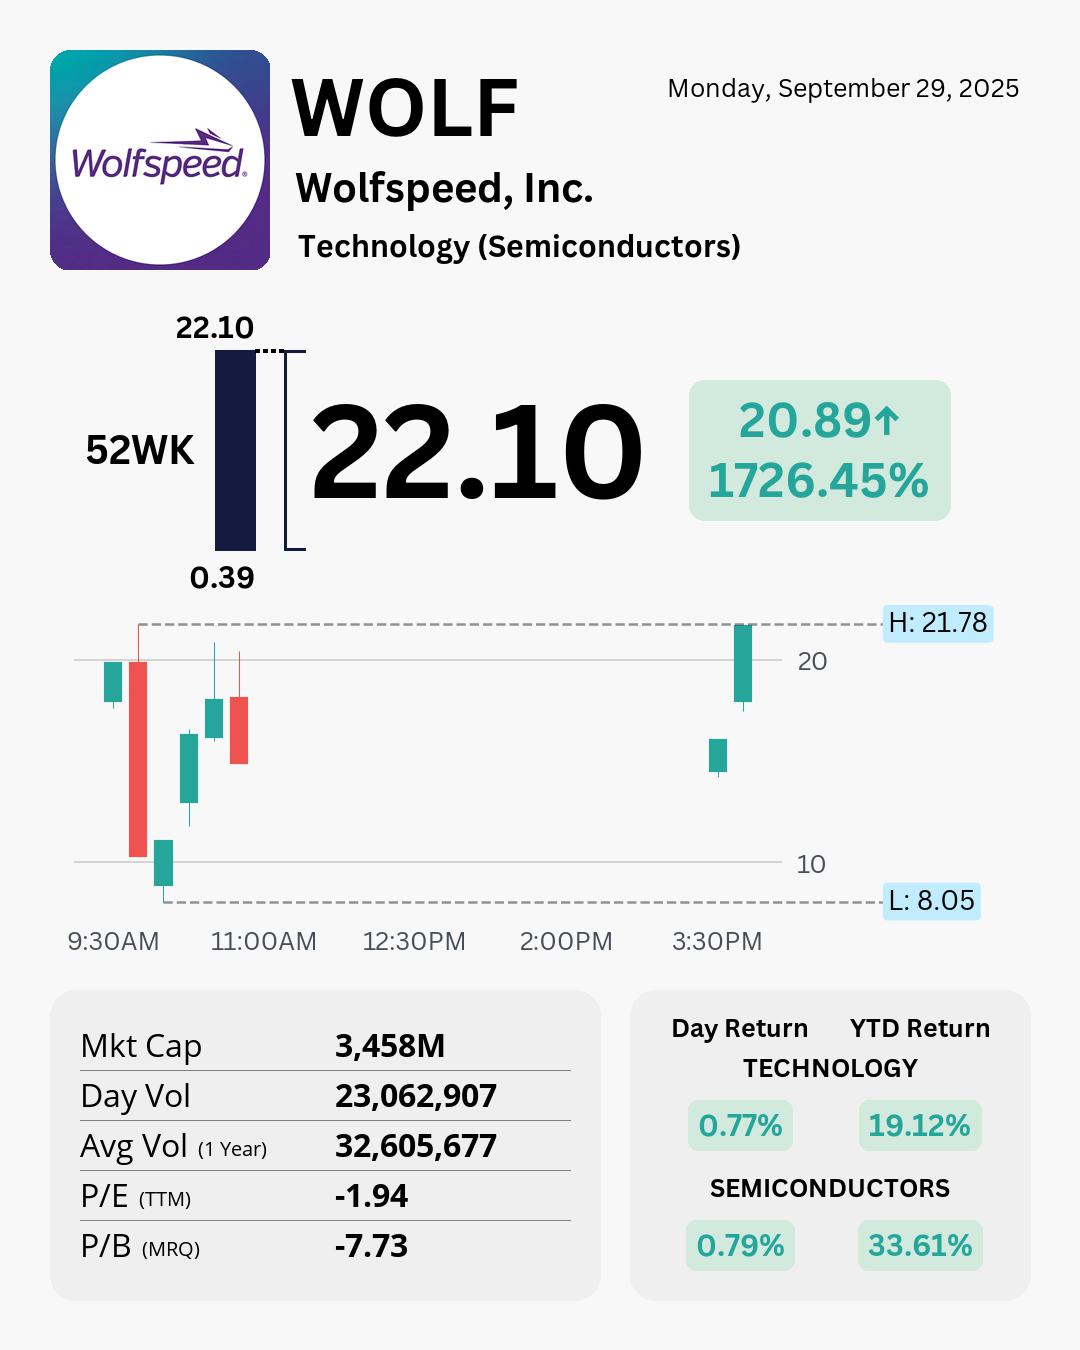 Wolfspeed®
WOLF
Monday, September 29, 2025
Wolfspeed, Inc.
Technology (Semiconductors)
22.10
52WK
22.10
20.89↑
1726.45%
0.39
H: 21.78
20
10
L: 8.05
9:30AM 11:00AM 12:30PM 2:00PM 3:30PM
Mkt Cap 3,458M
Day Vol 23,062,907
Avg Vol (1 Year) 32,605,677
P/E (TTM) -1.94
P/B (MRQ) -7.73
Day Return YTD Return
TECHNOLOGY
0.77% 19.12%
SEMICONDUCTORS
0.79% 33.61%